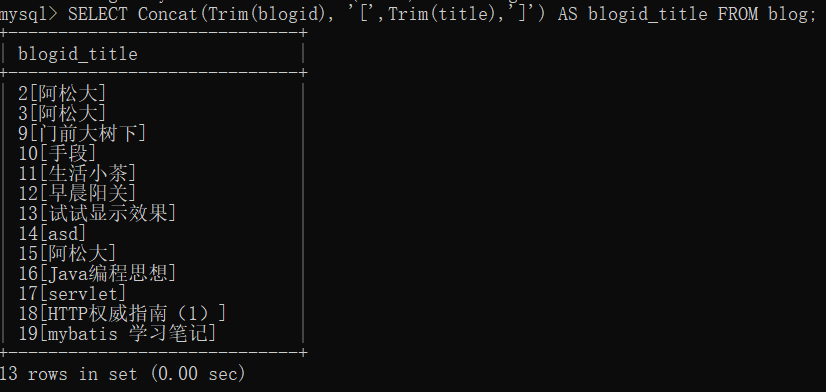 mysql> SELECT Concat(Trim(blogid), '[',Trim(title),']') AS blogid_title FROM blog;
+-----------------------------+
| blogid_title                |
+-----------------------------+
| 2[阿松大]                   |
| 3[阿松大]                   |
| 9[门前大树下]               |
| 10[手段]                    |
| 11[生活小茶]                |
| 12[早晨阳关]                |
| 13[试试显示效果]            |
| 14[asd]                     |
| 15[阿松大]                  |
| 16[Java编程思想]            |
| 17[servlet]                 |
| 18[HTTP权威指南（1）]       |
| 19[mybatis 学习笔记]        |
+-----------------------------+
13 rows in set (0.00 sec)